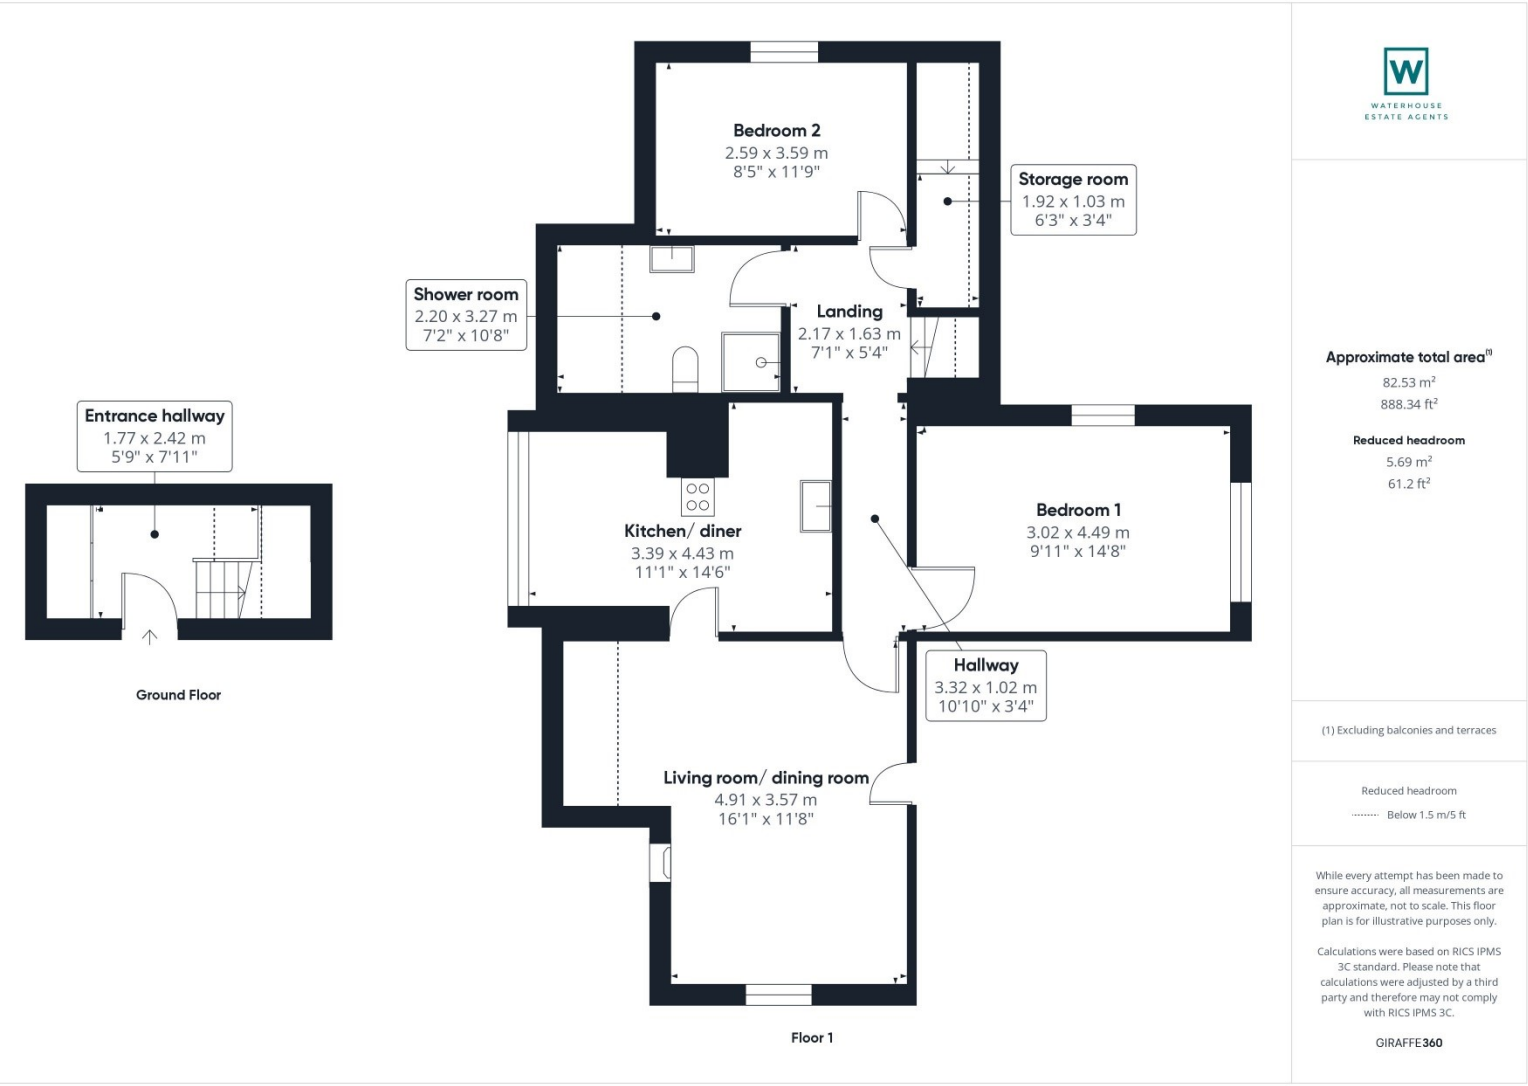 Bedroom 2
2.59 x 3.59 m
8'5" x 11'9"
Storage room
1.92 x 1.03 m
6'3" x 3'4"
Shower room
2.20 x 3.27 m
7'2" x 10'8"
Landing
2.17 x 1.63 m
7'1" x 5'4"
Entrance hallway
1.77 x 2.42 m
5'9" x 7'11"
Kitchen/ diner
3.39 x 4.43 m
11'1" x 14'6"
Bedroom 1
3.02 x 4.49 m
9'11" x 14'8"
Hallway
3.32 x 1.02 m
10'10" x 3'4"
Ground Floor
Living room/ dining room
4.91 x 3.57 m
16'1" x 11'8"
Floor 1
W
WATERHOUSE
ESTATE AGENTS
Approximate total area(1)
82.53 m²
888.34 ft²
Reduced headroom
5.69 m²
61.2 ft²
(1) Excluding balconies and terraces
Reduced headroom
Below 1.5 m/5 ft
While every attempt has been made to
ensure accuracy, all measurements are
approximate, not to scale. This floor
plan is for illustrative purposes only.
Calculations were based on RICS IPMS
3C standard. Please note that
calculations were adjusted by a third
party and therefore may not comply
with RICS IPMS 3C.
GIRAFFE360